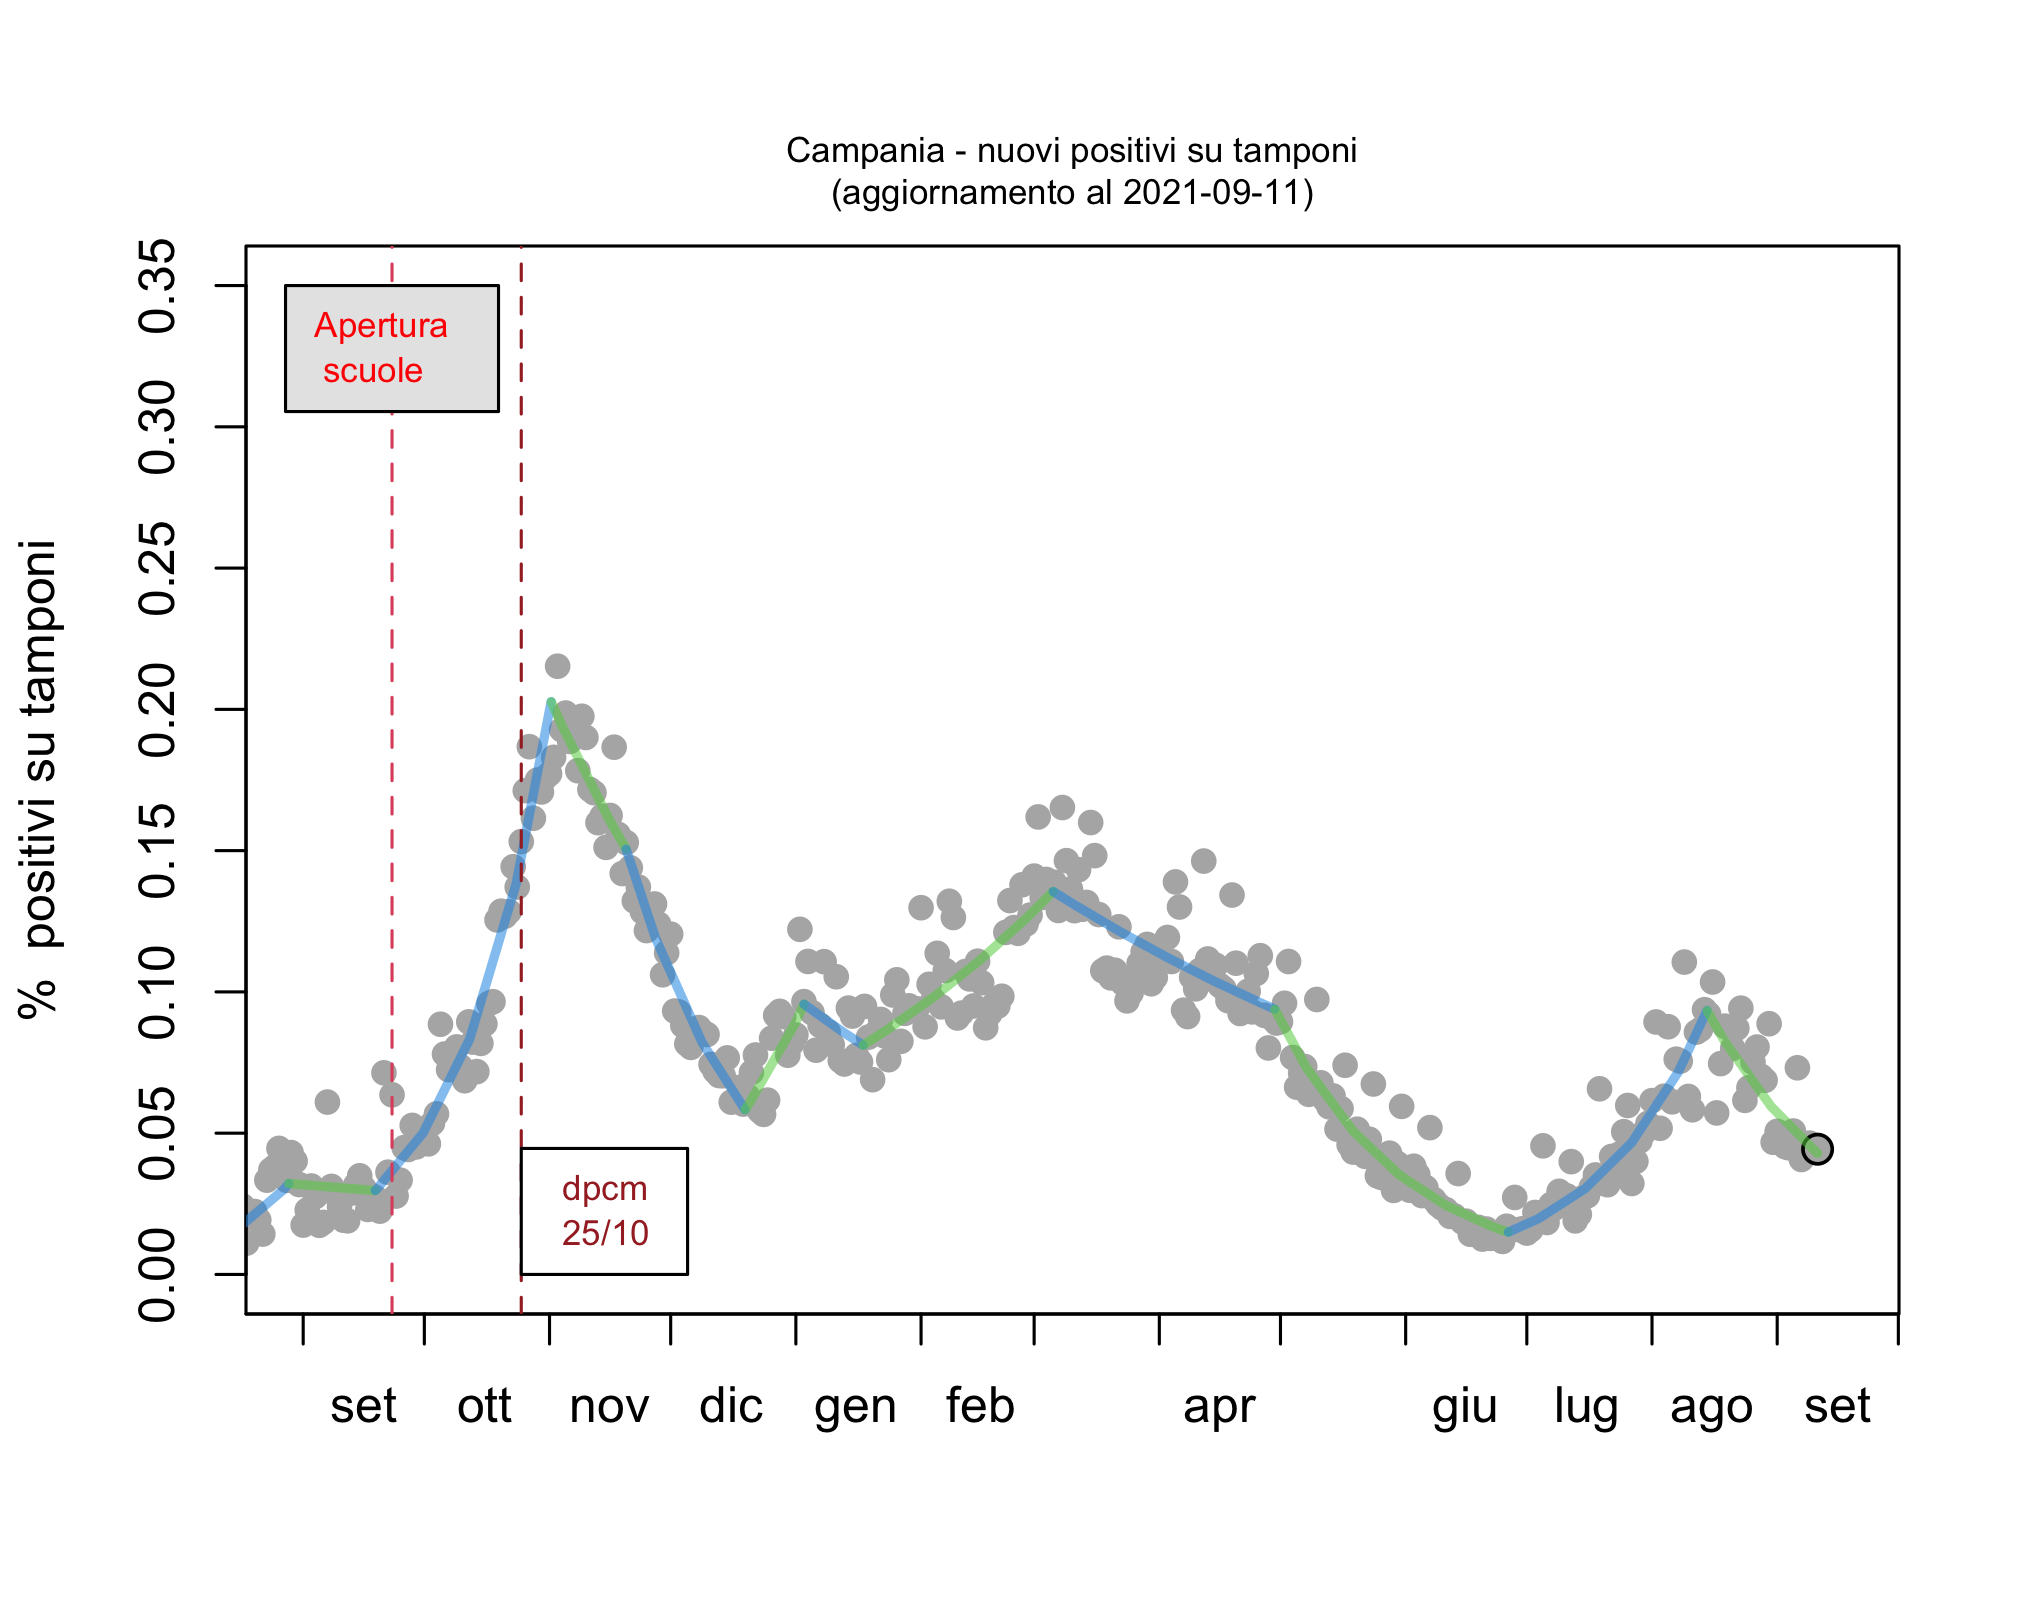 Campania - nuovi positivi su tamponi
(aggiornamento al 2021-09-11)
% positivi su tamponi
0.35
0.30
0.25
0.20
0.15
0.10
0.05
0.00
Apertura
scuole
dpcm
25/10
set ott nov dic gen feb apr giu lug ago set